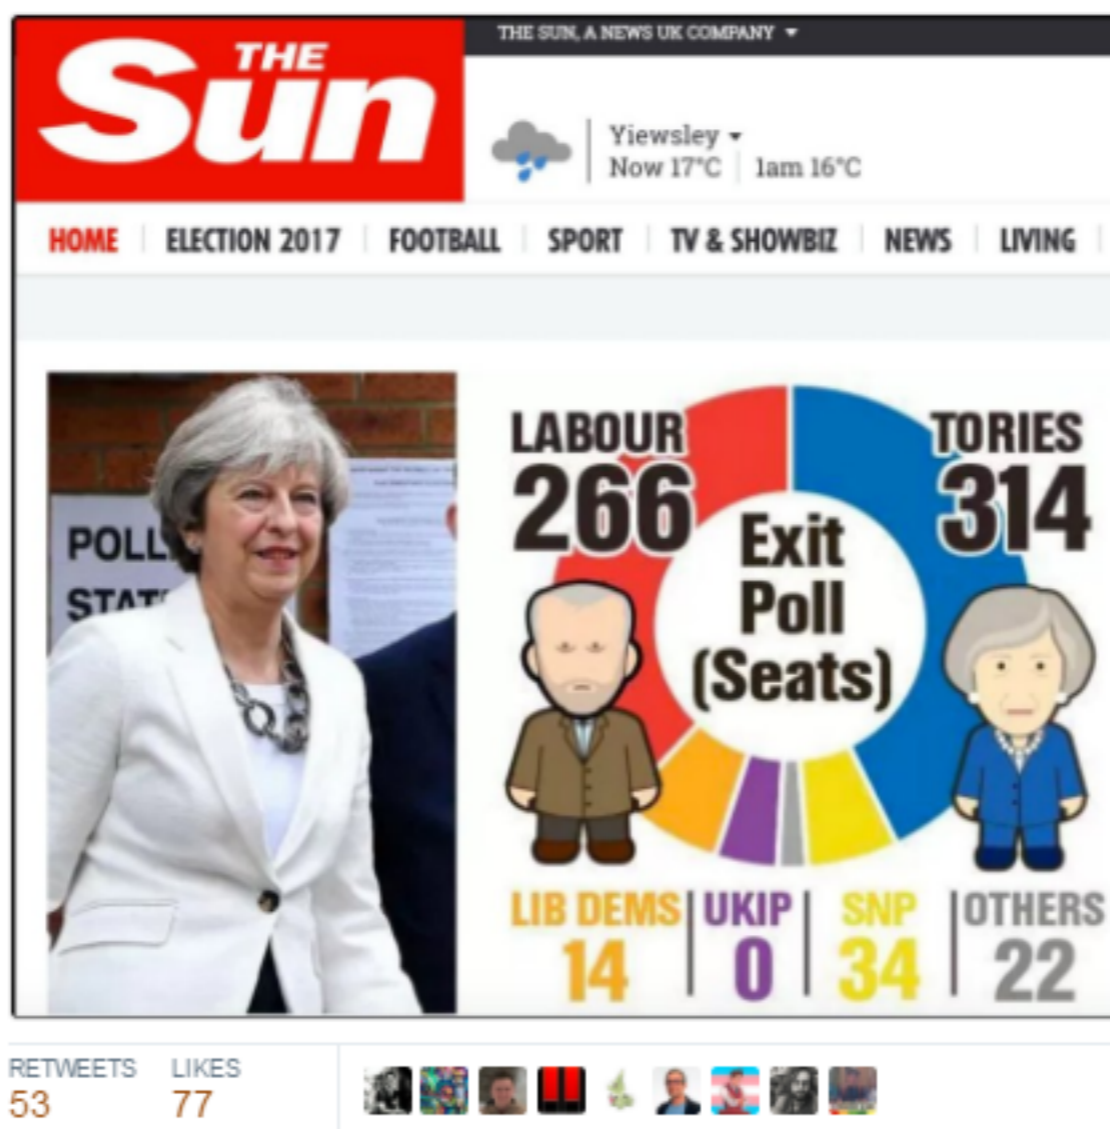 THE SUN, A NEWS UK COMPANY
THE
Sun
Yiewsley
Now 17°C 1am 16°C
HOME ELECTION 2017 FOOTBALL SPORT TV & SHOWBIZ NEWS LIVING
POLL
STAT
LABOUR
266
TORIES
314
Exit
Poll
(Seats)
LIB DEMS UKIP SNP OTHERS
14 0 34 22
RETWEETS LIKES
53 77